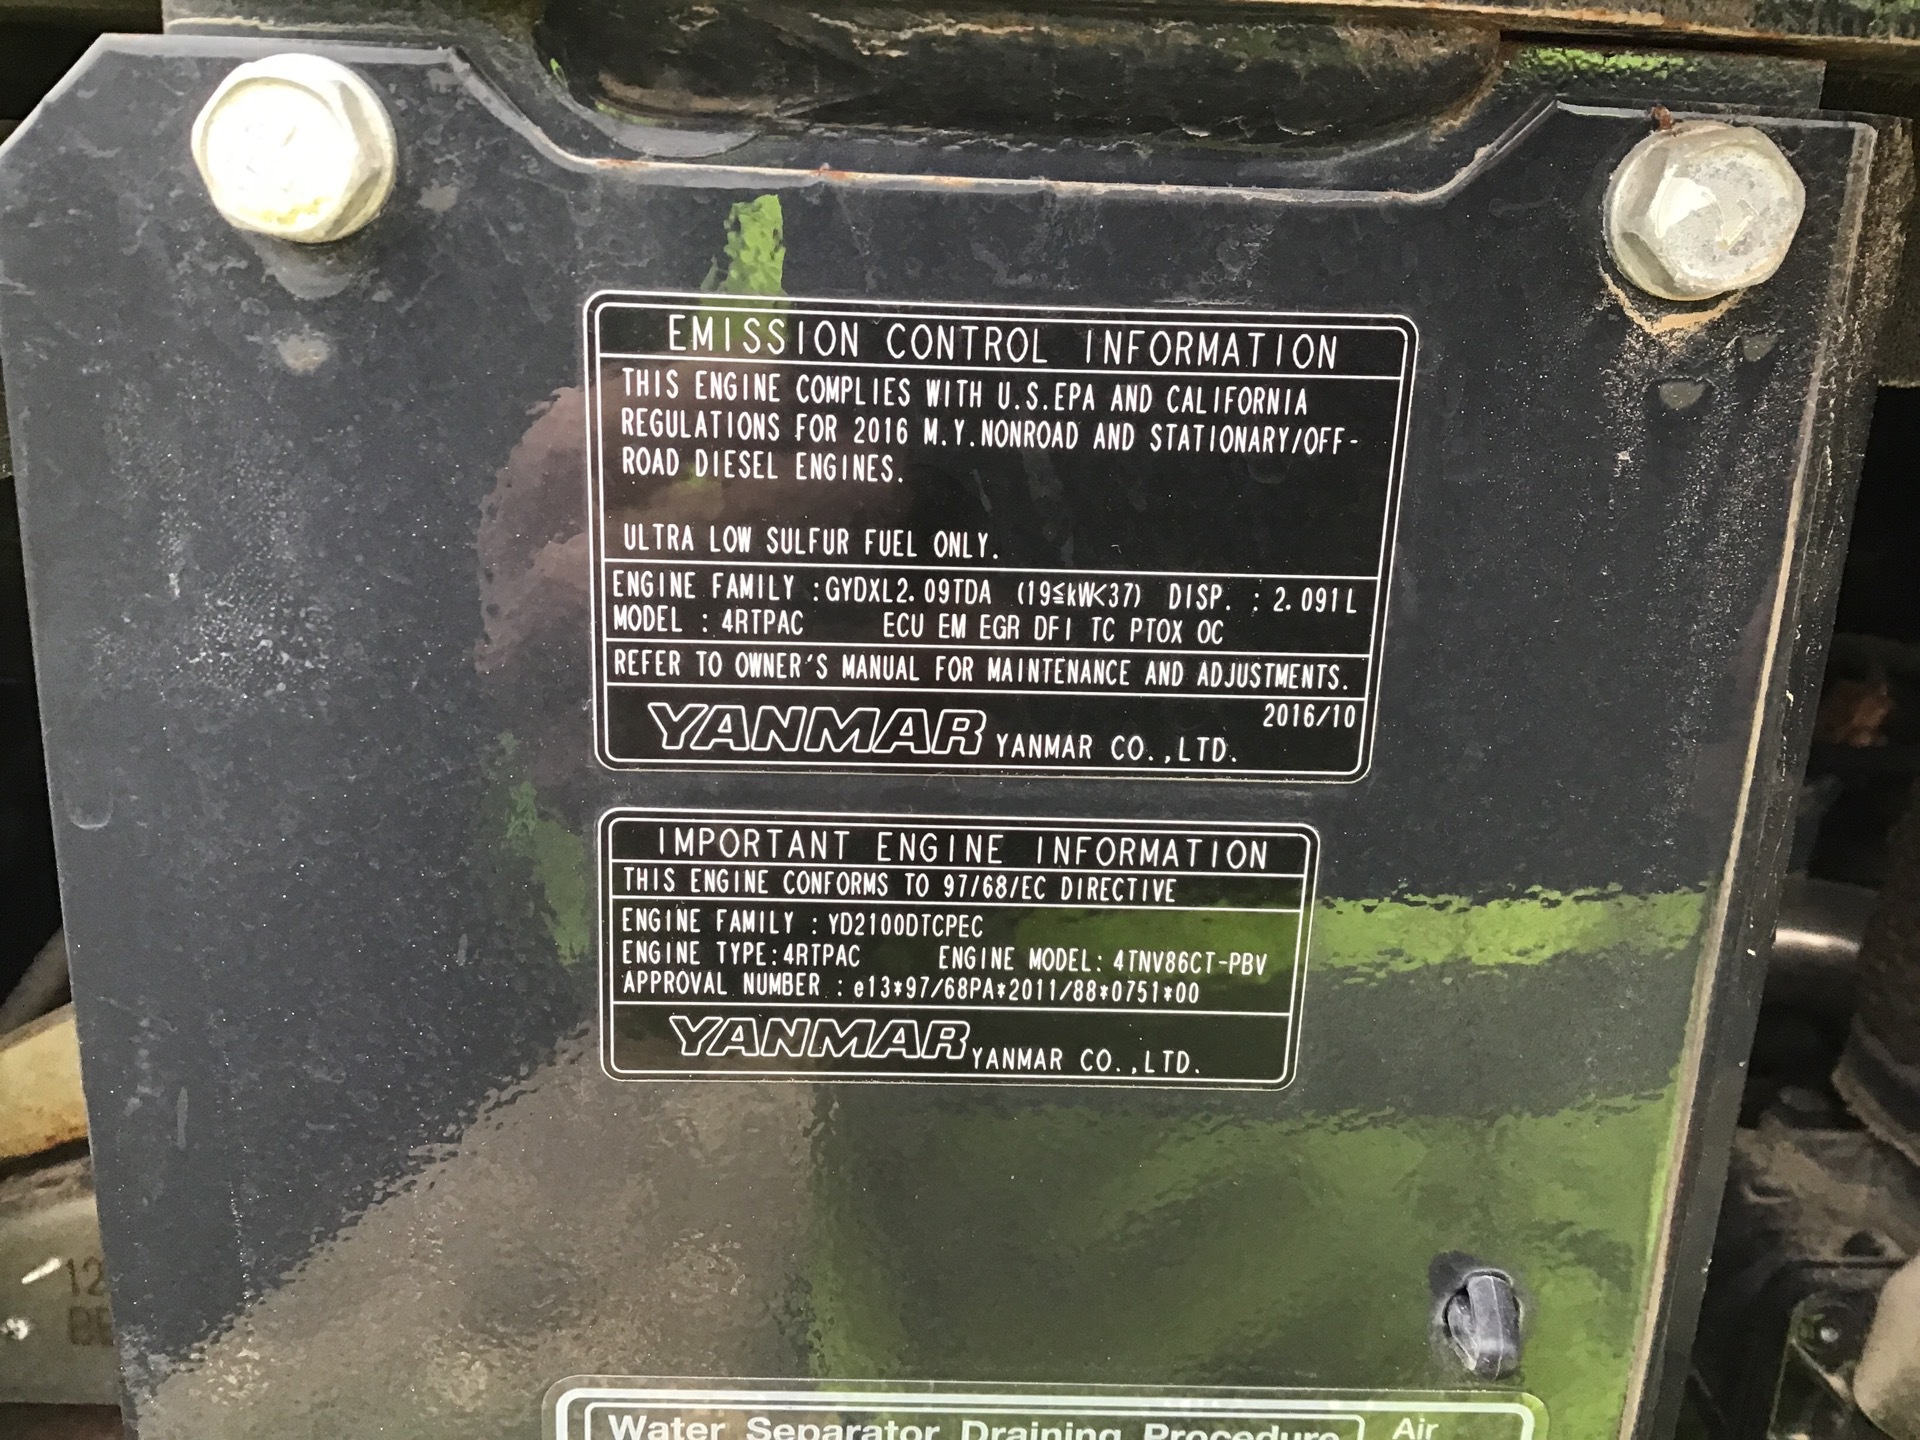 EMISSION CONTROL INFORMATION
THIS ENGINE COMPLIES WITH U.S.EPA AND CALIFORNIA
REGULATIONS FOR 2016 M.Y.NONROAD AND STATIONARY/OFF-
ROAD DIESEL ENGINES.
ULTRA LOW SULFUR FUEL ONLY.
ENGINE FAMILY :GYDXL2.09TDA (19≦kW<37) DISP. : 2.091L
MODEL : 4RTPAC ECU EM EGR DFI TC PTOX OC
REFER TO OWNER'S MANUAL FOR MAINTENANCE AND ADJUSTMENTS.
2016/10
YANMAR YANMAR CO.,LTD.
IMPORTANT ENGINE INFORMATION
THIS ENGINE CONFORMS TO 97/68/EC DIRECTIVE
ENGINE FAMILY : YD2100DTCPEC
ENGINE TYPE:4RTPAC ENGINE MODEL: 4TNV86CT-PBV
APPROVAL NUMBER : e13*97/68PA*2011/88*0751*00
YANMAR YANMAR CO.,LTD.
12
Water Separator Draining Procedure Air